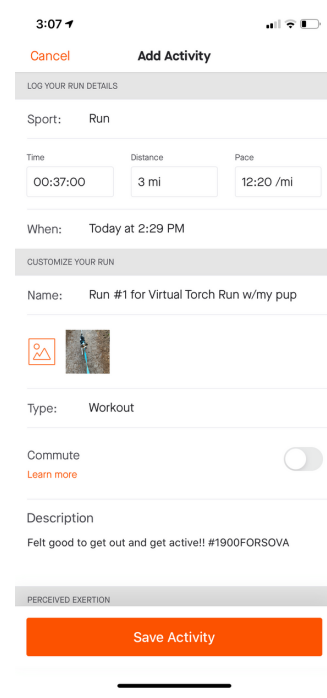 3:07
Cancel Add Activity
LOG YOUR RUN DETAILS
Sport: Run
Time Distance Pace
00:37:00 3 mi 12:20 /mi
When: Today at 2:29 PM
CUSTOMIZE YOUR RUN
Name: Run #1 for Virtual Torch Run w/my pup
Type: Workout
Commute
Learn more
Description
Felt good to get out and get active!! #1900FORSOVA
PERCEIVED EXERTION
Save Activity